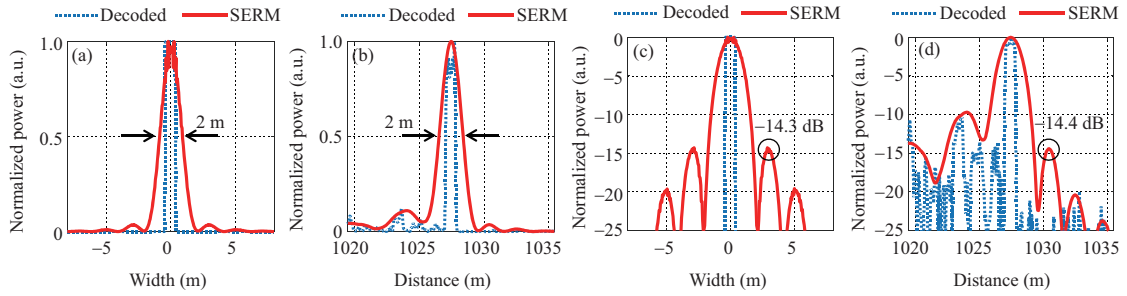 Decoded SERM
(a)
Normalized power (a.u.)
1.0
0.5
0
2 m
−5 0 5
Width (m)
Decoded SERM
(b)
Normalized power (a.u.)
1.0
0.5
0
2 m
1020 1025 1030 1035
Distance (m)
Decoded SERM
(c)
Normalized power (a.u.)
0
−5
−10
−15
−20
−25
−14.3 dB
−5 0 5
Width (m)
Decoded SERM
(d)
Normalized power (a.u.)
0
−5
−10
−15
−20
−25
−14.4 dB
1020 1025 1030 1035
Distance (m)